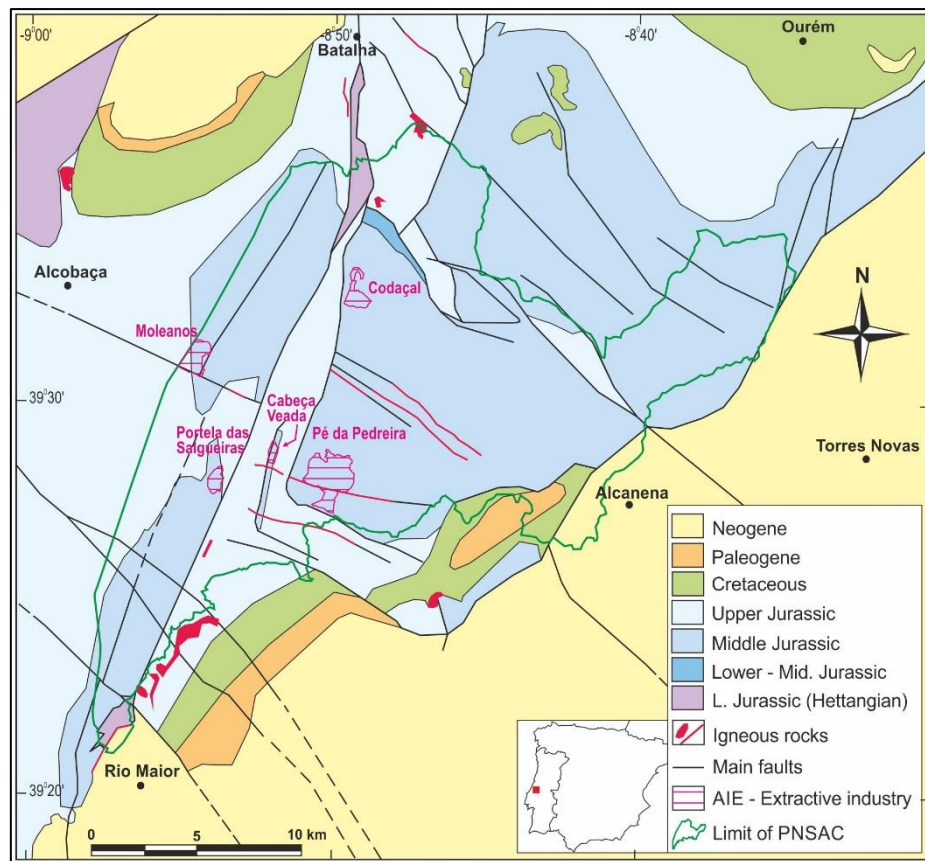 -9°00'
-8°50'
-8°40'
Batalha
Ourém
Alcobaça
Codaçal
N
Moleanos
39°30'
Cabeça
Veada
Portela das
Salgueiras
Pé da Pedreira
Torres Novas
Alcanena
Neogene
Paleogene
Cretaceous
Upper Jurassic
Middle Jurassic
Lower - Mid. Jurassic
L. Jurassic (Hettangian)
Igneous rocks
Main faults
AIE - Extractive industry
Limit of PNSAC
Rio Maior
39°20'
0 5 10 km